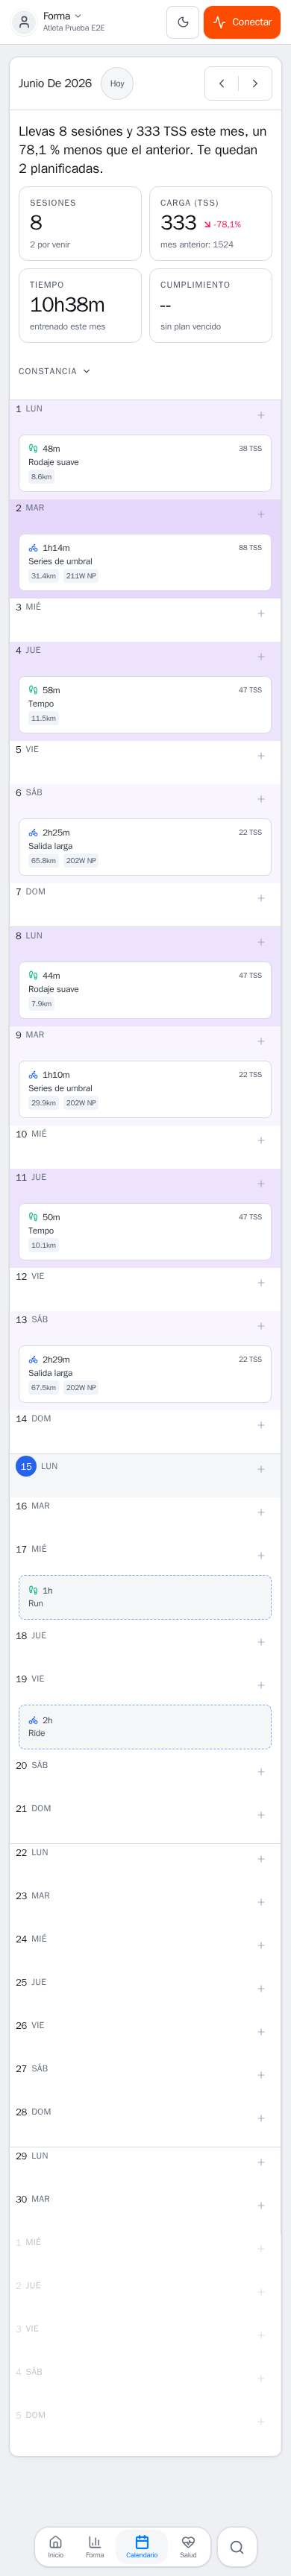 Forma
Atleta Prueba E2E
Conectar
Junio De 2026
Hoy
Llevas 8 sesiónes y 333 TSS este mes, un
78,1 % menos que el anterior. Te quedan
2 planificadas.
SESIONES
8
2 por venir
CARGA (TSS)
333 -78,1%
mes anterior: 1524
TIEMPO
10h38m
entrenado este mes
CUMPLIMIENTO
--
sin plan vencido
CONSTANCIA
1 LUN
+
48m 38 TSS
Rodaje suave
8.6km
2 MAR
+
1h14m 88 TSS
Series de umbral
31.4km 211W NP
3 MIÉ
+
4 JUE
+
58m 47 TSS
Tempo
11.5km
5 VIE
+
6 SÁB
+
2h25m 22 TSS
Salida larga
65.8km 202W NP
7 DOM
+
8 LUN
+
44m 47 TSS
Rodaje suave
7.9km
9 MAR
+
1h10m 22 TSS
Series de umbral
29.9km 202W NP
10 MIÉ
+
11 JUE
+
50m 47 TSS
Tempo
10.1km
12 VIE
+
13 SÁB
+
2h29m 22 TSS
Salida larga
67.5km 202W NP
14 DOM
+
15 LUN
+
16 MAR
+
17 MIÉ
+
1h
Run
18 JUE
+
19 VIE
+
2h
Ride
20 SÁB
+
21 DOM
+
22 LUN
+
23 MAR
+
24 MIÉ
+
25 JUE
+
26 VIE
+
27 SÁB
+
28 DOM
+
29 LUN
+
30 MAR
+
1 MIÉ
+
2 JUE
+
3 VIE
+
4 SÁB
+
5 DOM
+
Inicio
Forma
Calendario
Salud